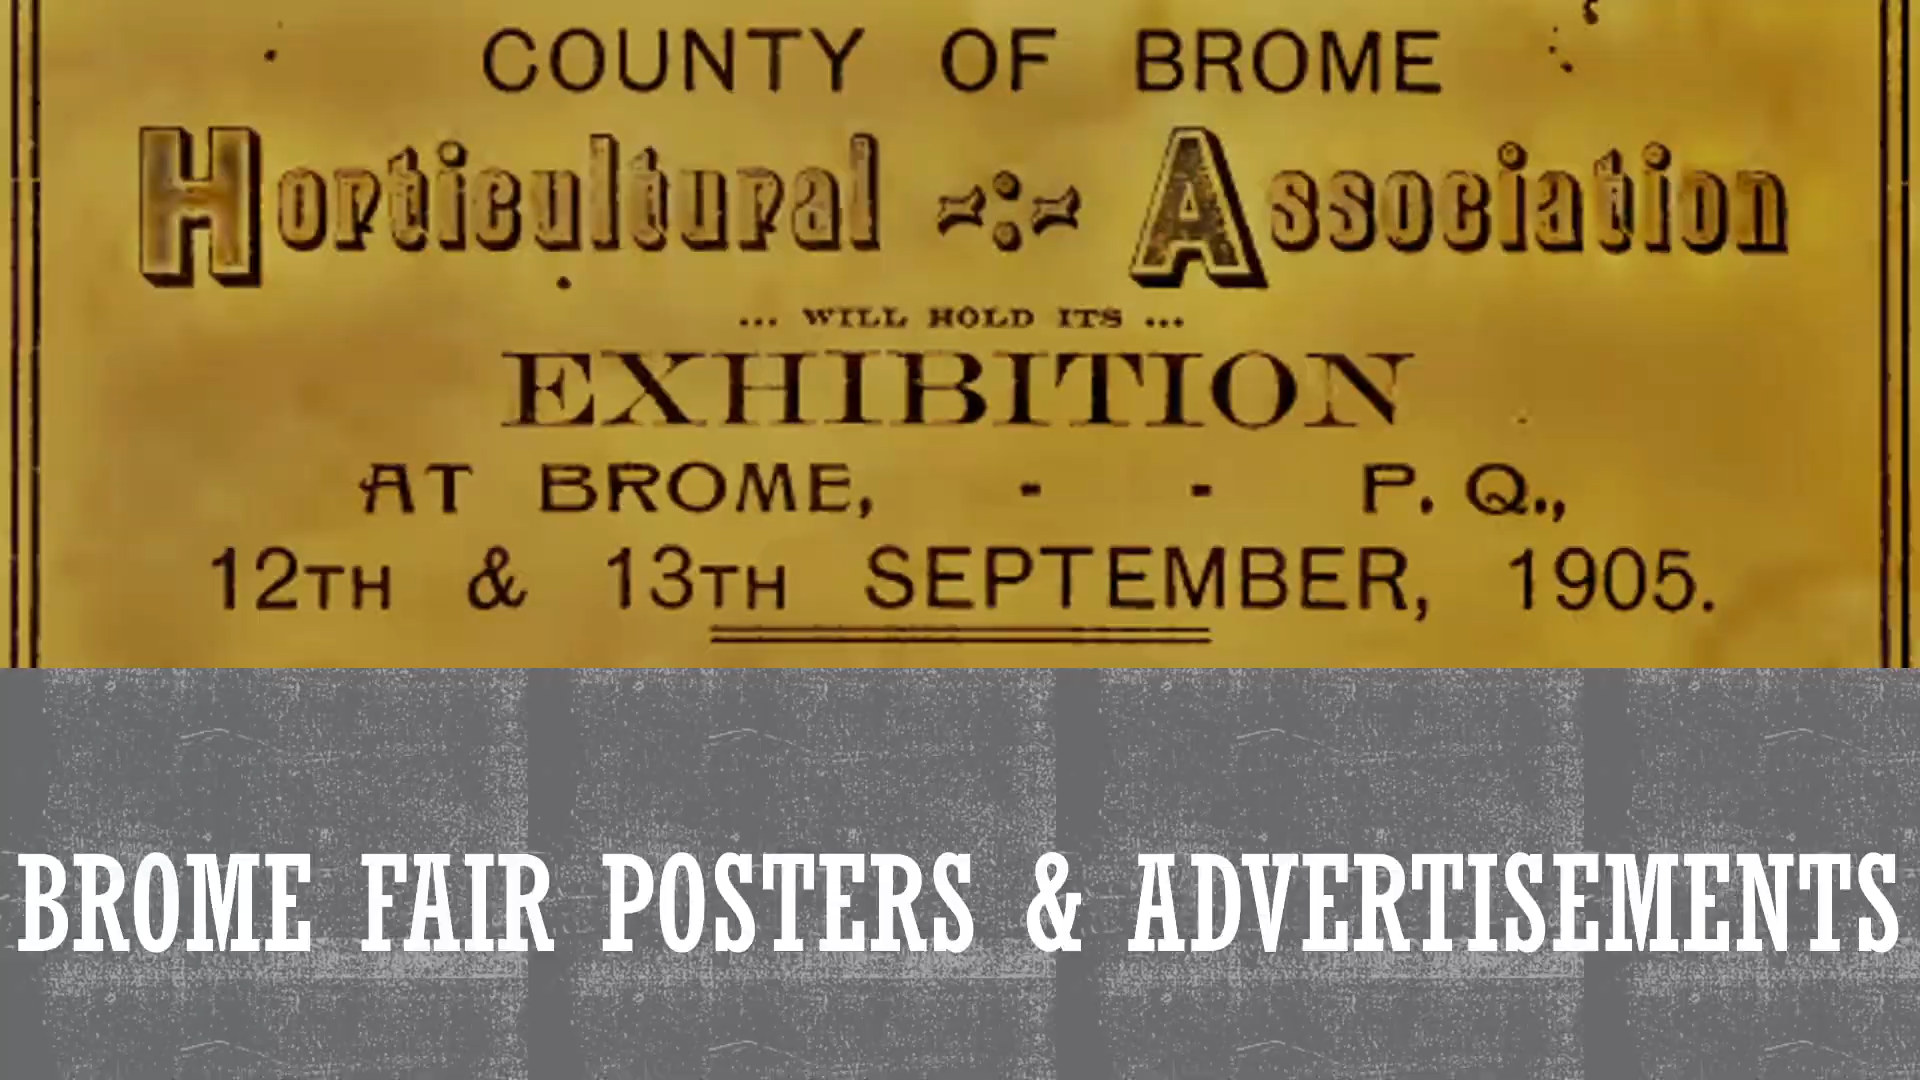 COUNTY OF BROME
Horticultural Association
... WILL HOLD ITS ...
EXHIBITION
AT BROME, - - P. Q.,
12TH & 13TH SEPTEMBER, 1905.
BROME FAIR POSTERS & ADVERTISEMENTS